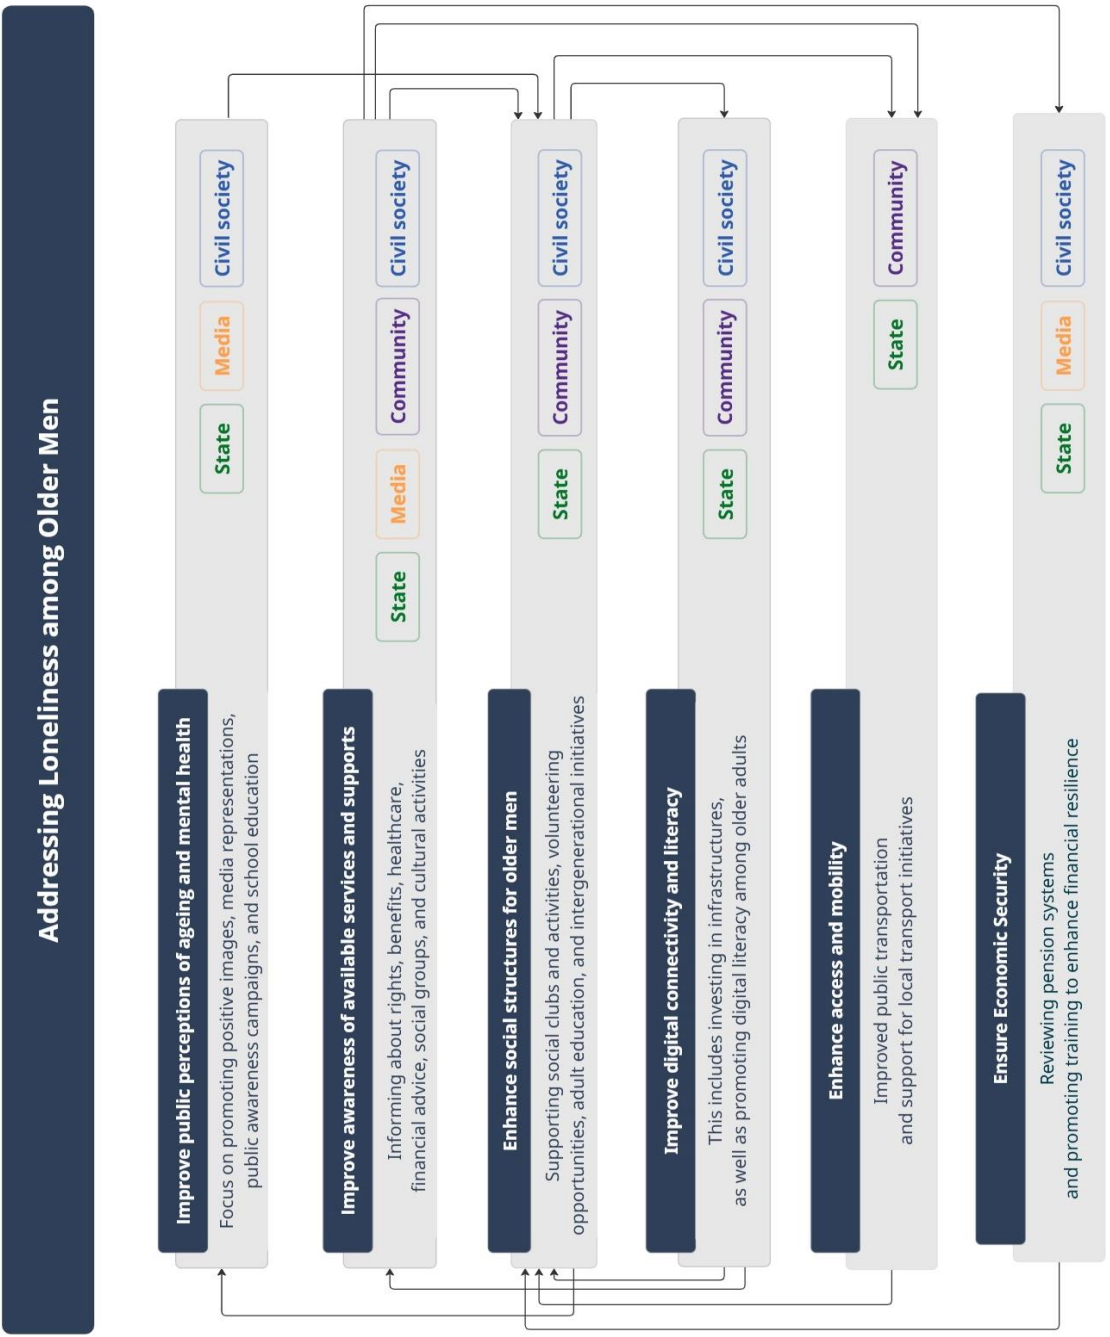 Addressing Loneliness among Older Men
Improve public perceptions of ageing and mental health
Focus on promoting positive images, media representations,
public awareness campaigns, and school education
State
Media
Civil society
Improve awareness of available services and supports
Informing about rights, benefits, healthcare,
financial advice, social groups, and cultural activities
State
Media
Community
Civil society
Enhance social structures for older men
Supporting social clubs and activities, volunteering
opportunities, adult education, and intergenerational initiatives
State
Community
Civil society
Improve digital connectivity and literacy
This includes investing in infrastructures,
as well as promoting digital literacy among older adults
State
Community
Civil society
Enhance access and mobility
Improved public transportation
and support for local transport initiatives
State
Community
Ensure Economic Security
Reviewing pension systems
and promoting training to enhance financial resilience
State
Media
Civil society